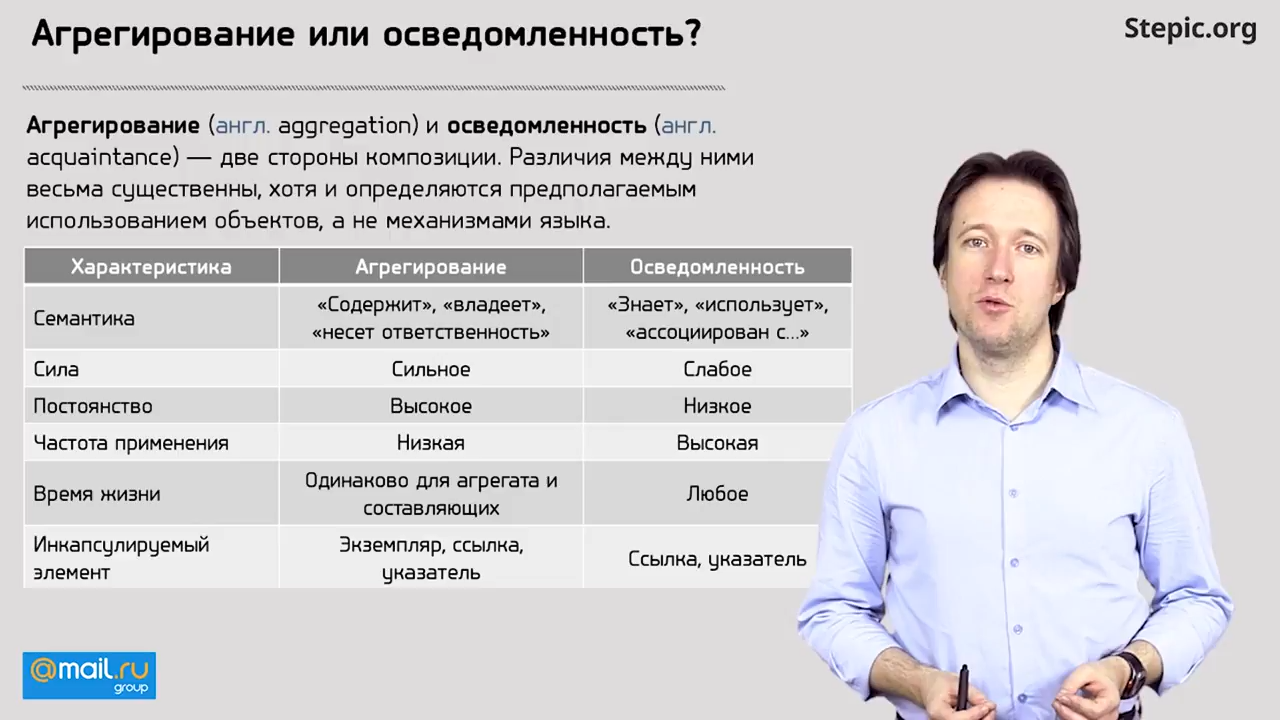 Агрегирование или осведомленность?
Stepic.org
Агрегирование (англ. aggregation) и осведомленность (англ.
acquaintance) — две стороны композиции. Различия между ними
весьма существенны, хотя и определяются предполагаемым
использованием объектов, а не механизмами языка.
Характеристика Агрегирование Осведомленность
Семантика «Содержит», «владеет», «Знает», «использует»,
«несет ответственность» «ассоциирован с...»
Сила Сильное Слабое
Постоянство Высокое Низкое
Частота применения Низкая Высокая
Время жизни Одинаково для агрегата и Любое
составляющих
Инкапсулируемый Экземпляр, ссылка, Ссылка, указатель
элемент указатель
@mail.ru
group